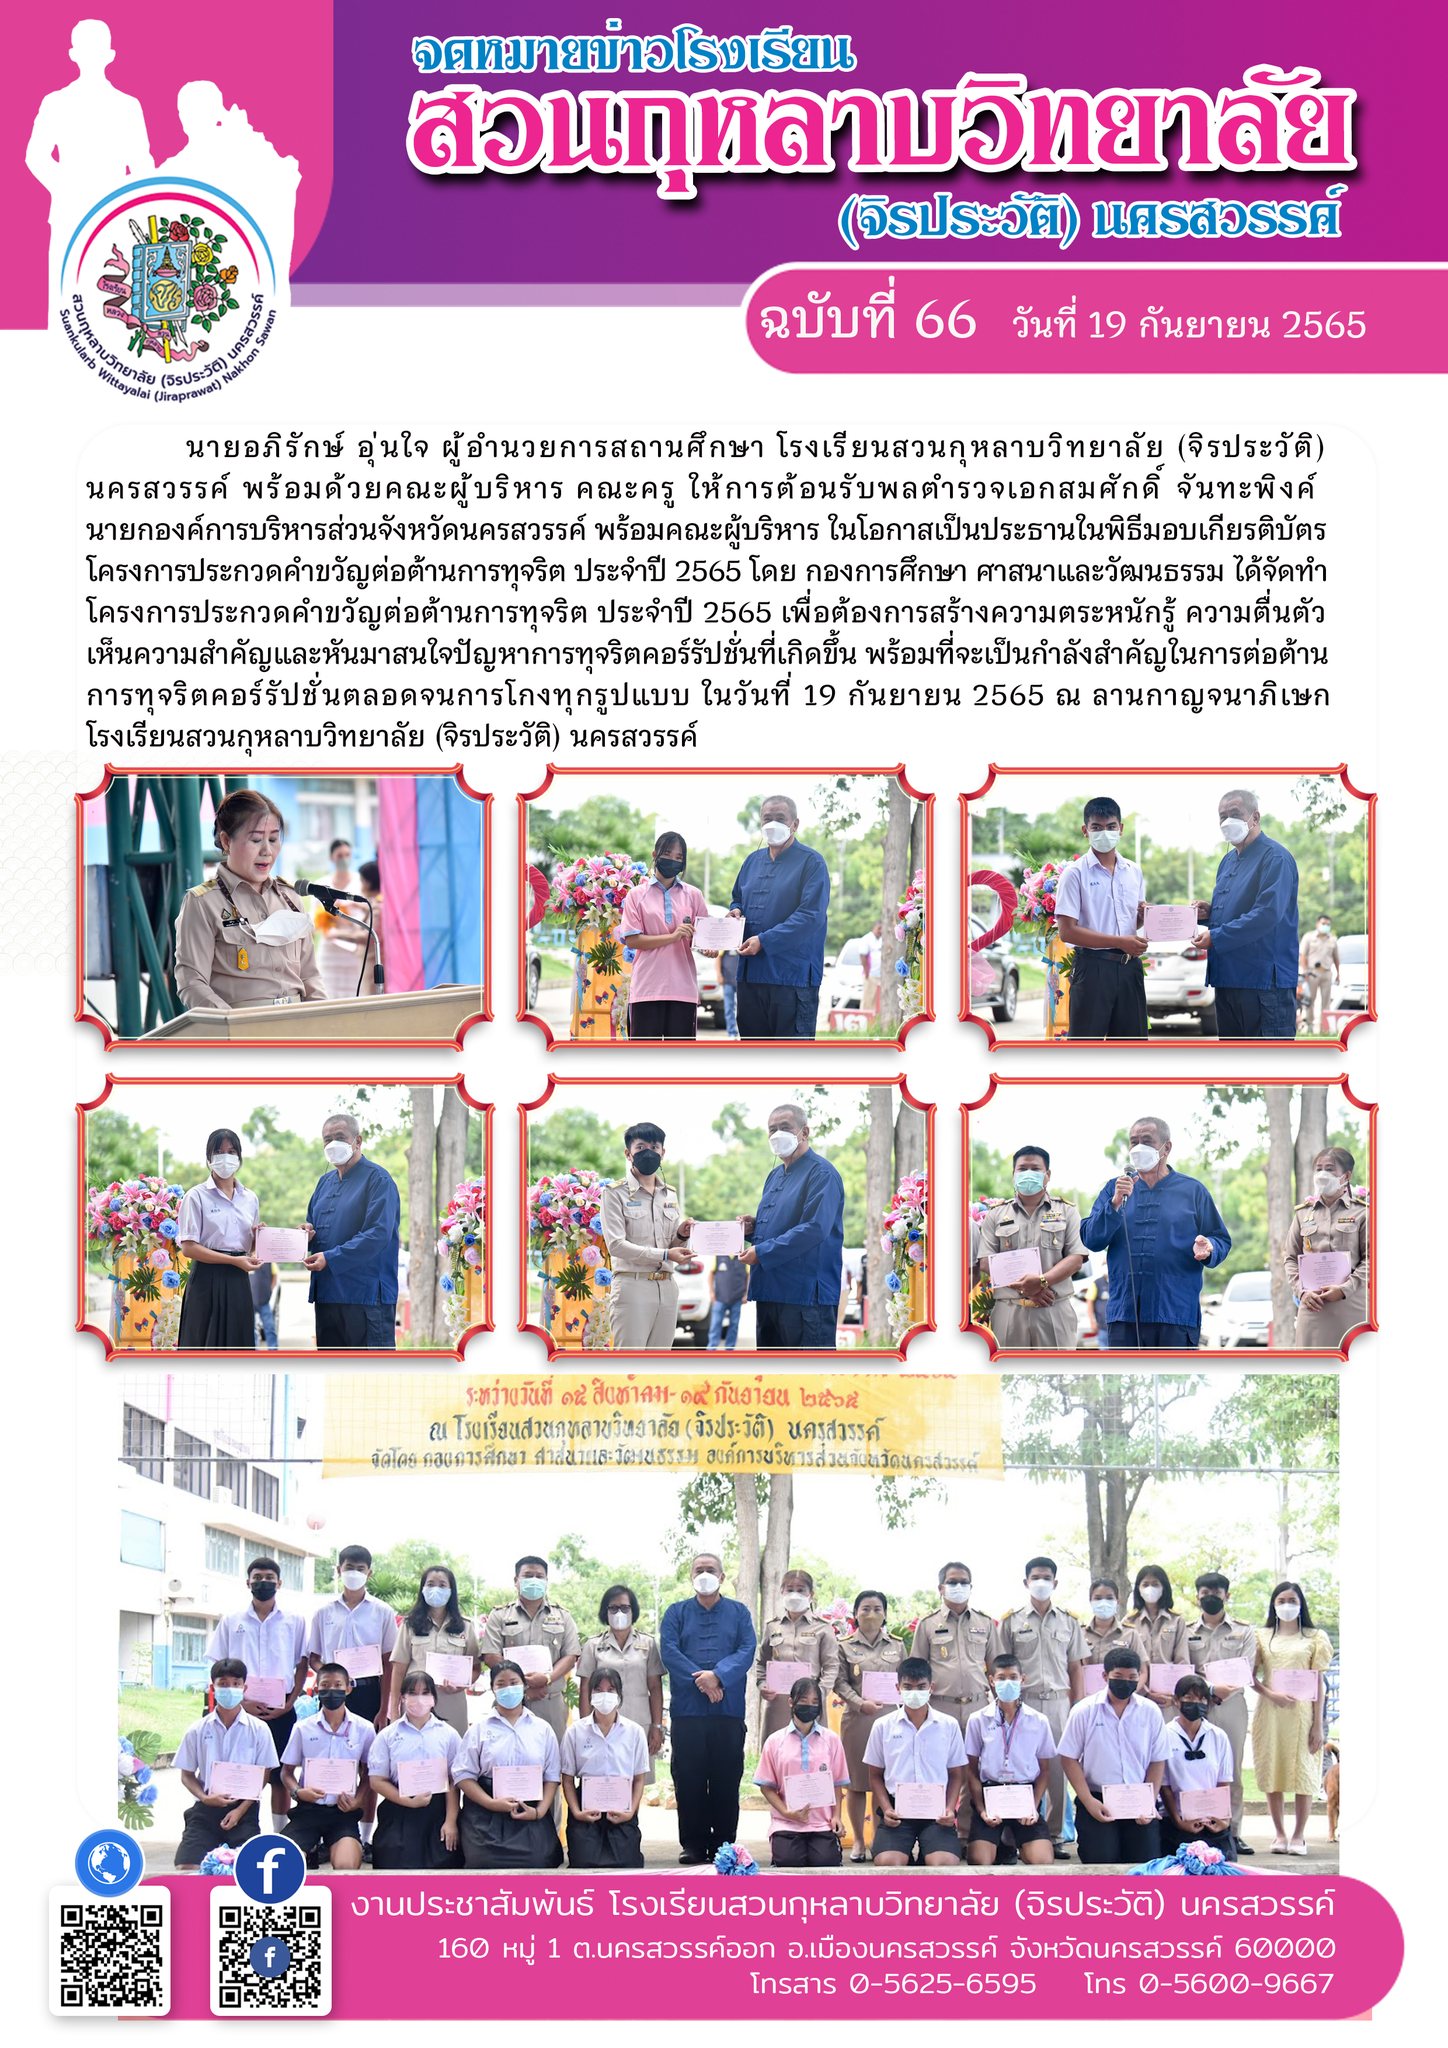 จดหมายข่าวโรงเรียน
สวนกุหลาบวิทยาลัย
(จิรประวัติ) นครสวรรค์
ฉบับที่ 66 วันที่ 19 กันยายน 2565
สวนกุหลาบวิทยาลัย (จิรประวัติ) นครสวรรค์
Suankularb Wittayalai (Jiraprawat) Nakhon Sawan
นายอภิรักษ์ อุ่นใจ ผู้อำนวยการสถานศึกษา โรงเรียนสวนกุหลาบวิทยาลัย (จิรประวัติ)
นครสวรรค์ พร้อมด้วยคณะผู้บริหาร คณะครู ให้การต้อนรับพลตำรวจเอกสมศักดิ์ จันทะพิงค์
นายกองค์การบริหารส่วนจังหวัดนครสวรรค์ พร้อมคณะผู้บริหาร ในโอกาสเป็นประธานในพิธีมอบเกียรติบัตร
โครงการประกวดคำขวัญต่อต้านการทุจริต ประจำปี 2565 โดย กองการศึกษา ศาสนาและวัฒนธรรม ได้จัดทำ
โครงการประกวดคำขวัญต่อต้านการทุจริต ประจำปี 2565 เพื่อต้องการสร้างความตระหนักรู้ ความตื่นตัว
เห็นความสำคัญและหันมาสนใจปัญหาการทุจริตคอร์รัปชั่นที่เกิดขึ้น พร้อมที่จะเป็นกำลังสำคัญในการต่อต้าน
การทุจริตคอร์รัปชั่นตลอดจนการโกงทุกรูปแบบ ในวันที่ 19 กันยายน 2565 ณ ลานกาญจนาภิเษก
โรงเรียนสวนกุหลาบวิทยาลัย (จิรประวัติ) นครสวรรค์
ระหว่างวันที่ ๑๕ สิงหาคม-๑๙ กันยายน ๒๕๖๕
ณ โรงเรียนสวนกุหลาบวิทยาลัย (จิรประวัติ) นครสวรรค์
จัดโดย กองการศึกษา ศาสนาและวัฒนธรรม องค์การบริหารส่วนจังหวัดนครสวรรค์
งานประชาสัมพันธ์ โรงเรียนสวนกุหลาบวิทยาลัย (จิรประวัติ) นครสวรรค์
160 หมู่ 1 ต.นครสวรรค์ออก อ.เมืองนครสวรรค์ จังหวัดนครสวรรค์ 60000
โทรสาร 0-5625-6595 โทร 0-5600-9667